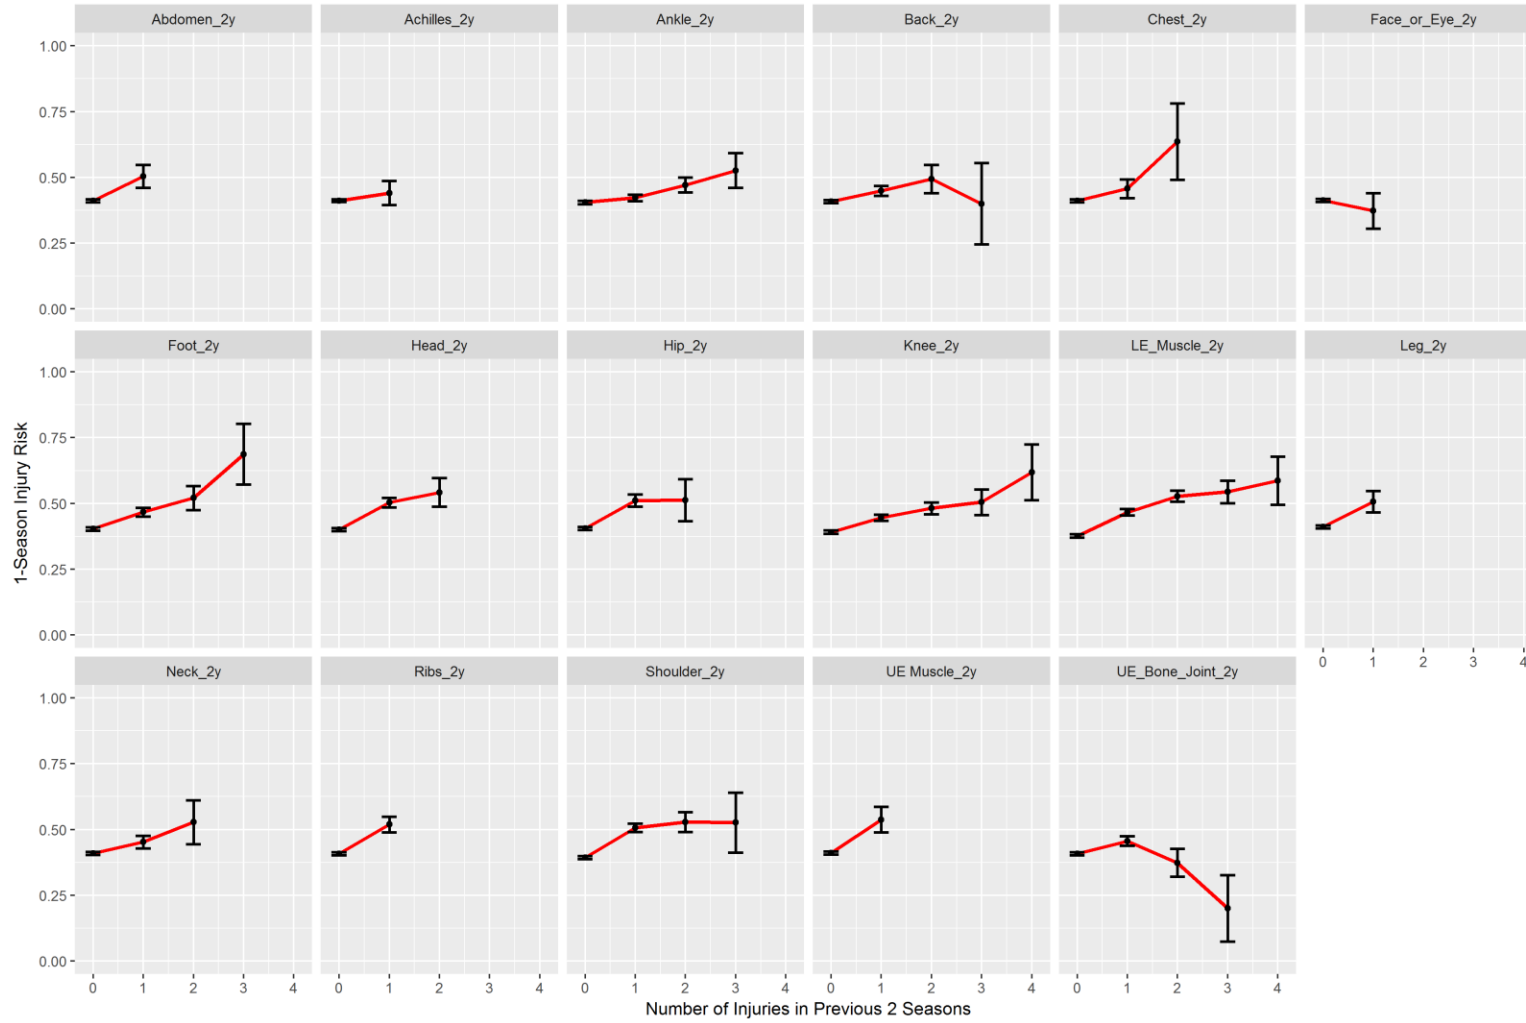 Abdomen_2y Achilles_2y Ankle_2y Back_2y Chest_2y Face_or_Eye_2y
1.00
0.75
0.50
0.25
0.00
Foot_2y Head_2y Hip_2y Knee_2y LE_Muscle_2y Leg_2y
1.00
0.75
0.50
0.25
0.00
0 1 2 3 4
Neck_2y Ribs_2y Shoulder_2y UE Muscle_2y UE_Bone_Joint_2y
1.00
0.75
0.50
0.25
0.00
0 1 2 3 4 0 1 2 3 4 0 1 2 3 4 0 1 2 3 4 0 1 2 3 4
1-Season Injury Risk
Number of Injuries in Previous 2 Seasons